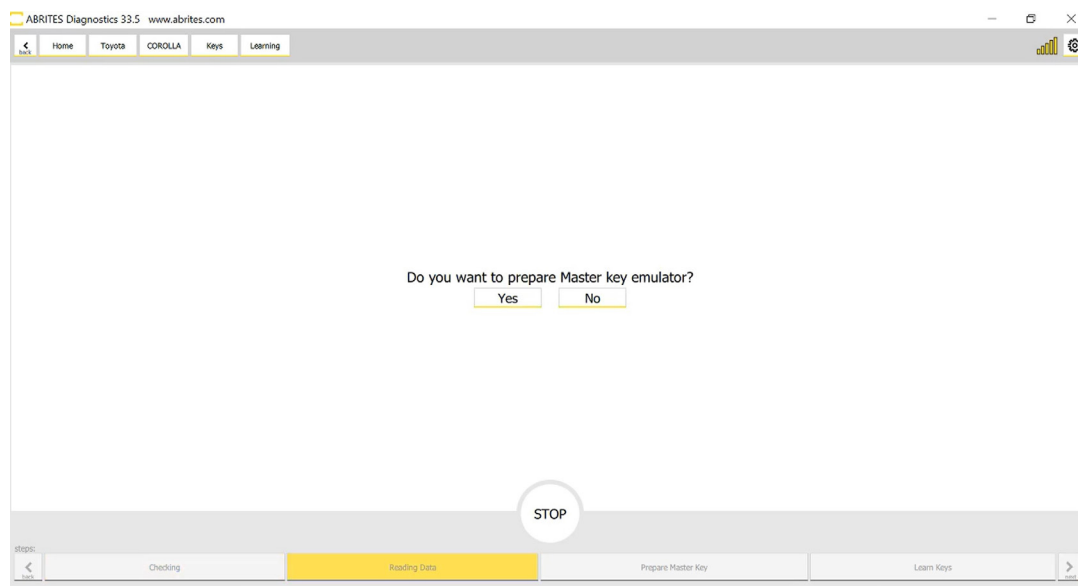 ABRITES Diagnostics 33.5 www.abrites.com
back Home Toyota COROLLA Keys Learning
Do you want to prepare Master key emulator?
Yes No
STOP
steps:
back Checking Reading Data Prepare Master Key Learn Keys next